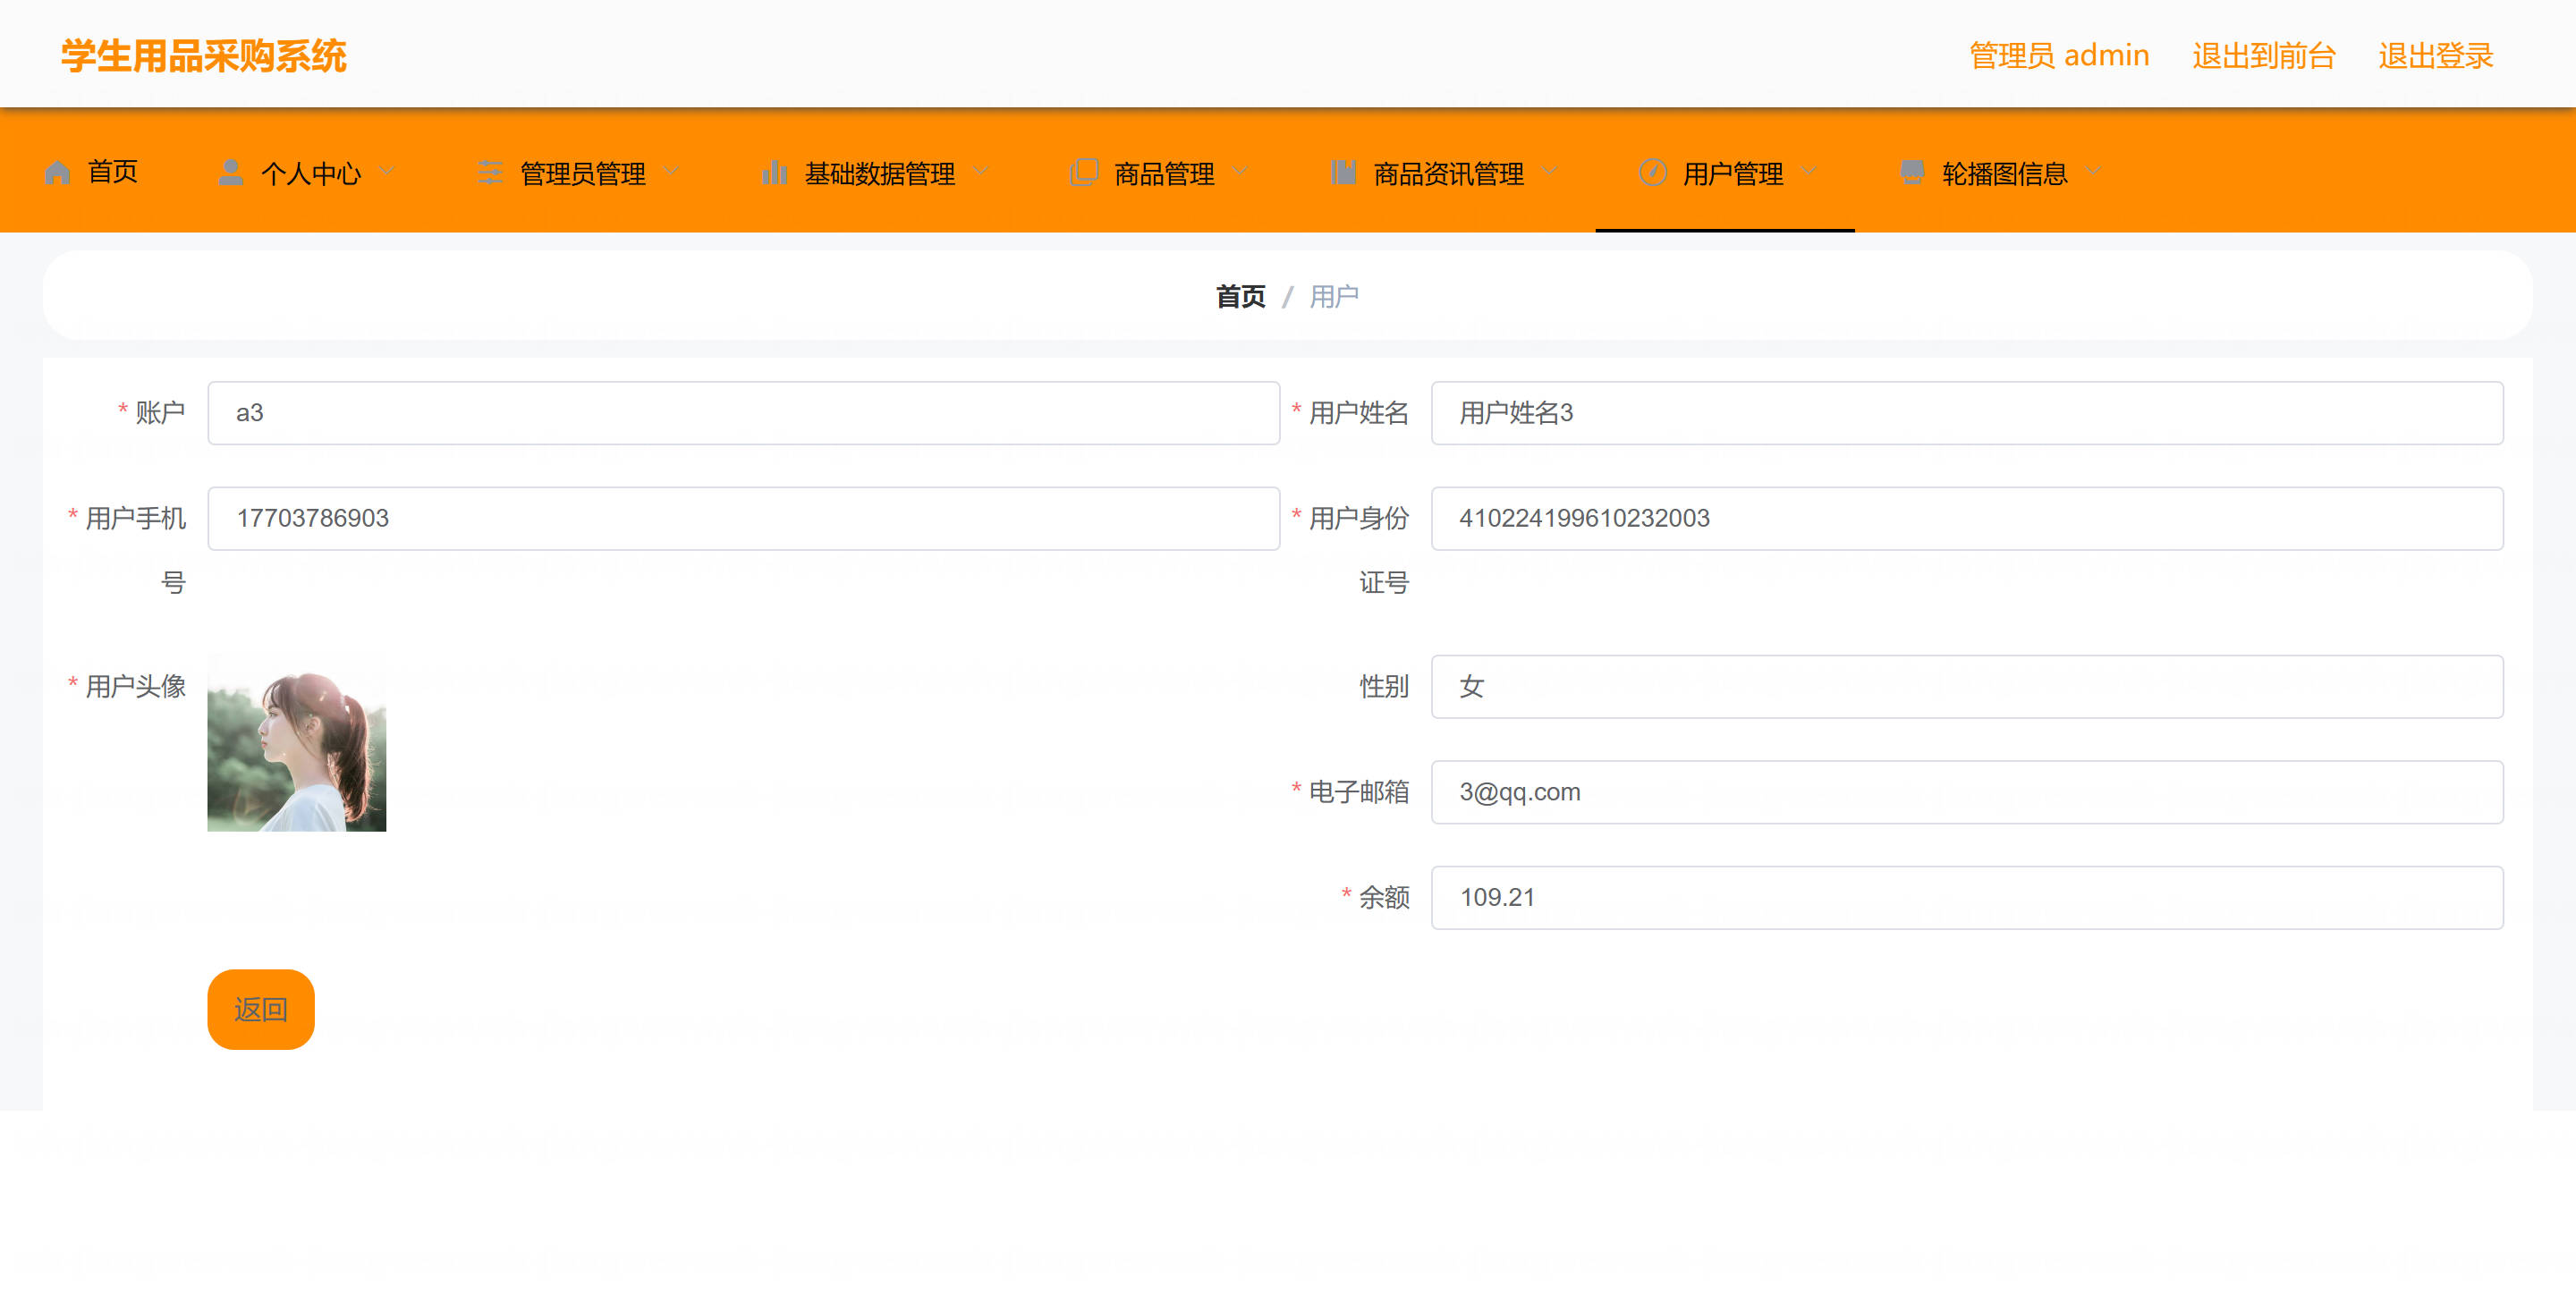 学生用品采购系统
管理员 admin 退出到前台 退出登录
首页 个人中心 管理员管理 基础数据管理 商品管理 商品资讯管理 用户管理 轮播图信息
首页 / 用户
* 账户 a3 * 用户姓名 用户姓名3
* 用户手机号 17703786903 * 用户身份证号 410224199610232003
* 用户头像 性别 女
* 电子邮箱 3@qq.com
* 余额 109.21
返回